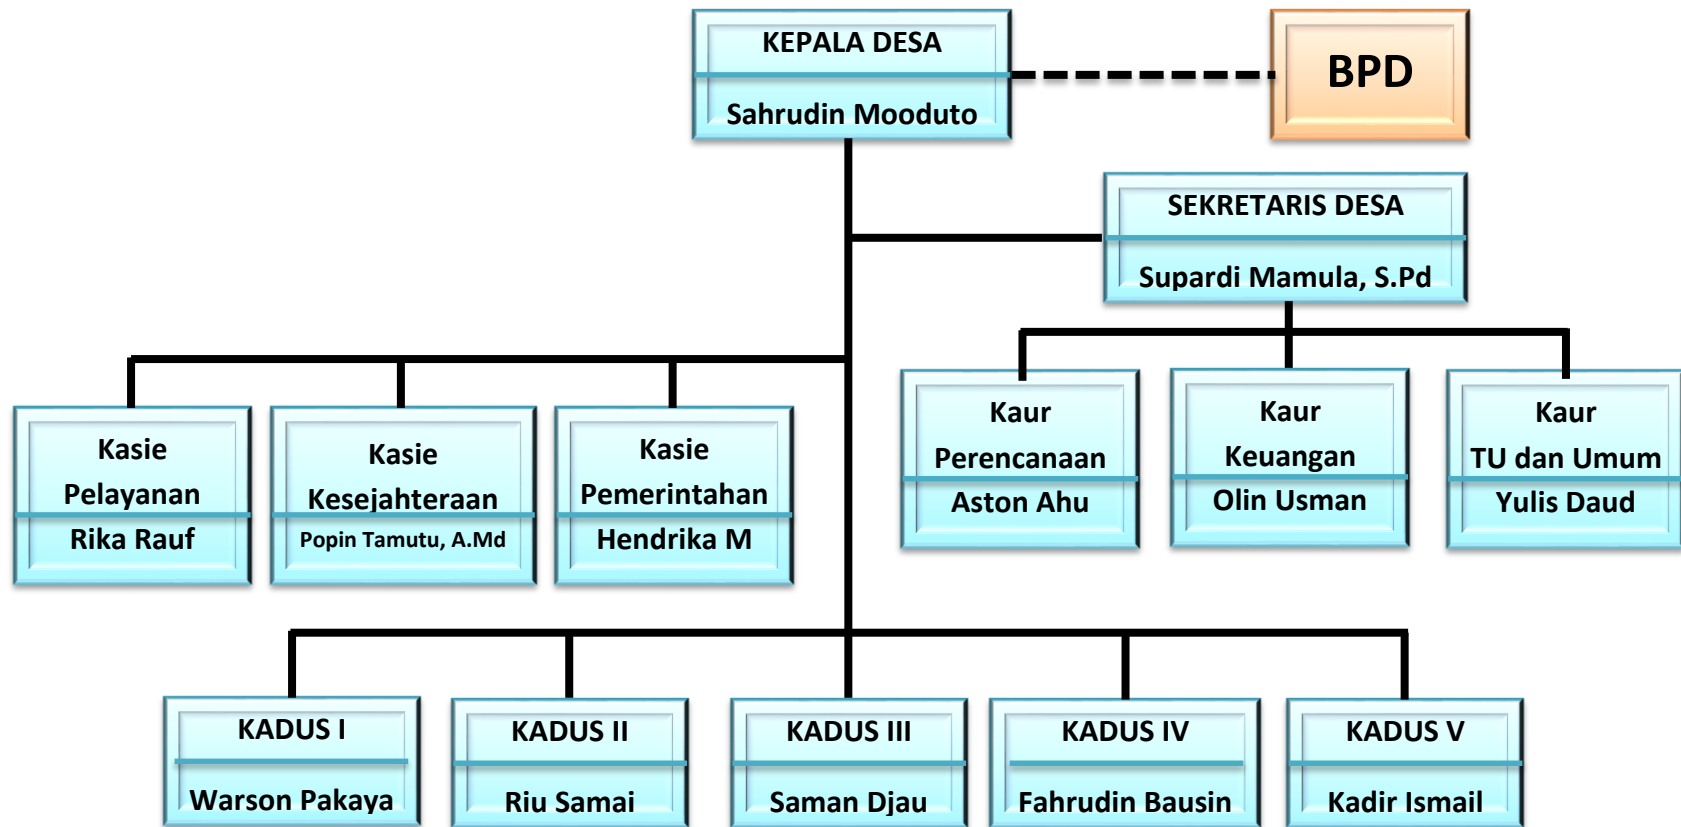 KEPALA DESA
Sahrudin Mooduto
BPD
SEKRETARIS DESA
Supardi Mamula, S.Pd
Kasie
Pelayanan
Rika Rauf
Kasie
Kesejahteraan
Popin Tamutu, A.Md
Kasie
Pemerintahan
Hendrika M
Kaur
Perencanaan
Aston Ahu
Kaur
Keuangan
Olin Usman
Kaur
TU dan Umum
Yulis Daud
KADUS I
Warson Pakaya
KADUS II
Riu Samai
KADUS III
Saman Djau
KADUS IV
Fahrudin Bausin
KADUS V
Kadir Ismail